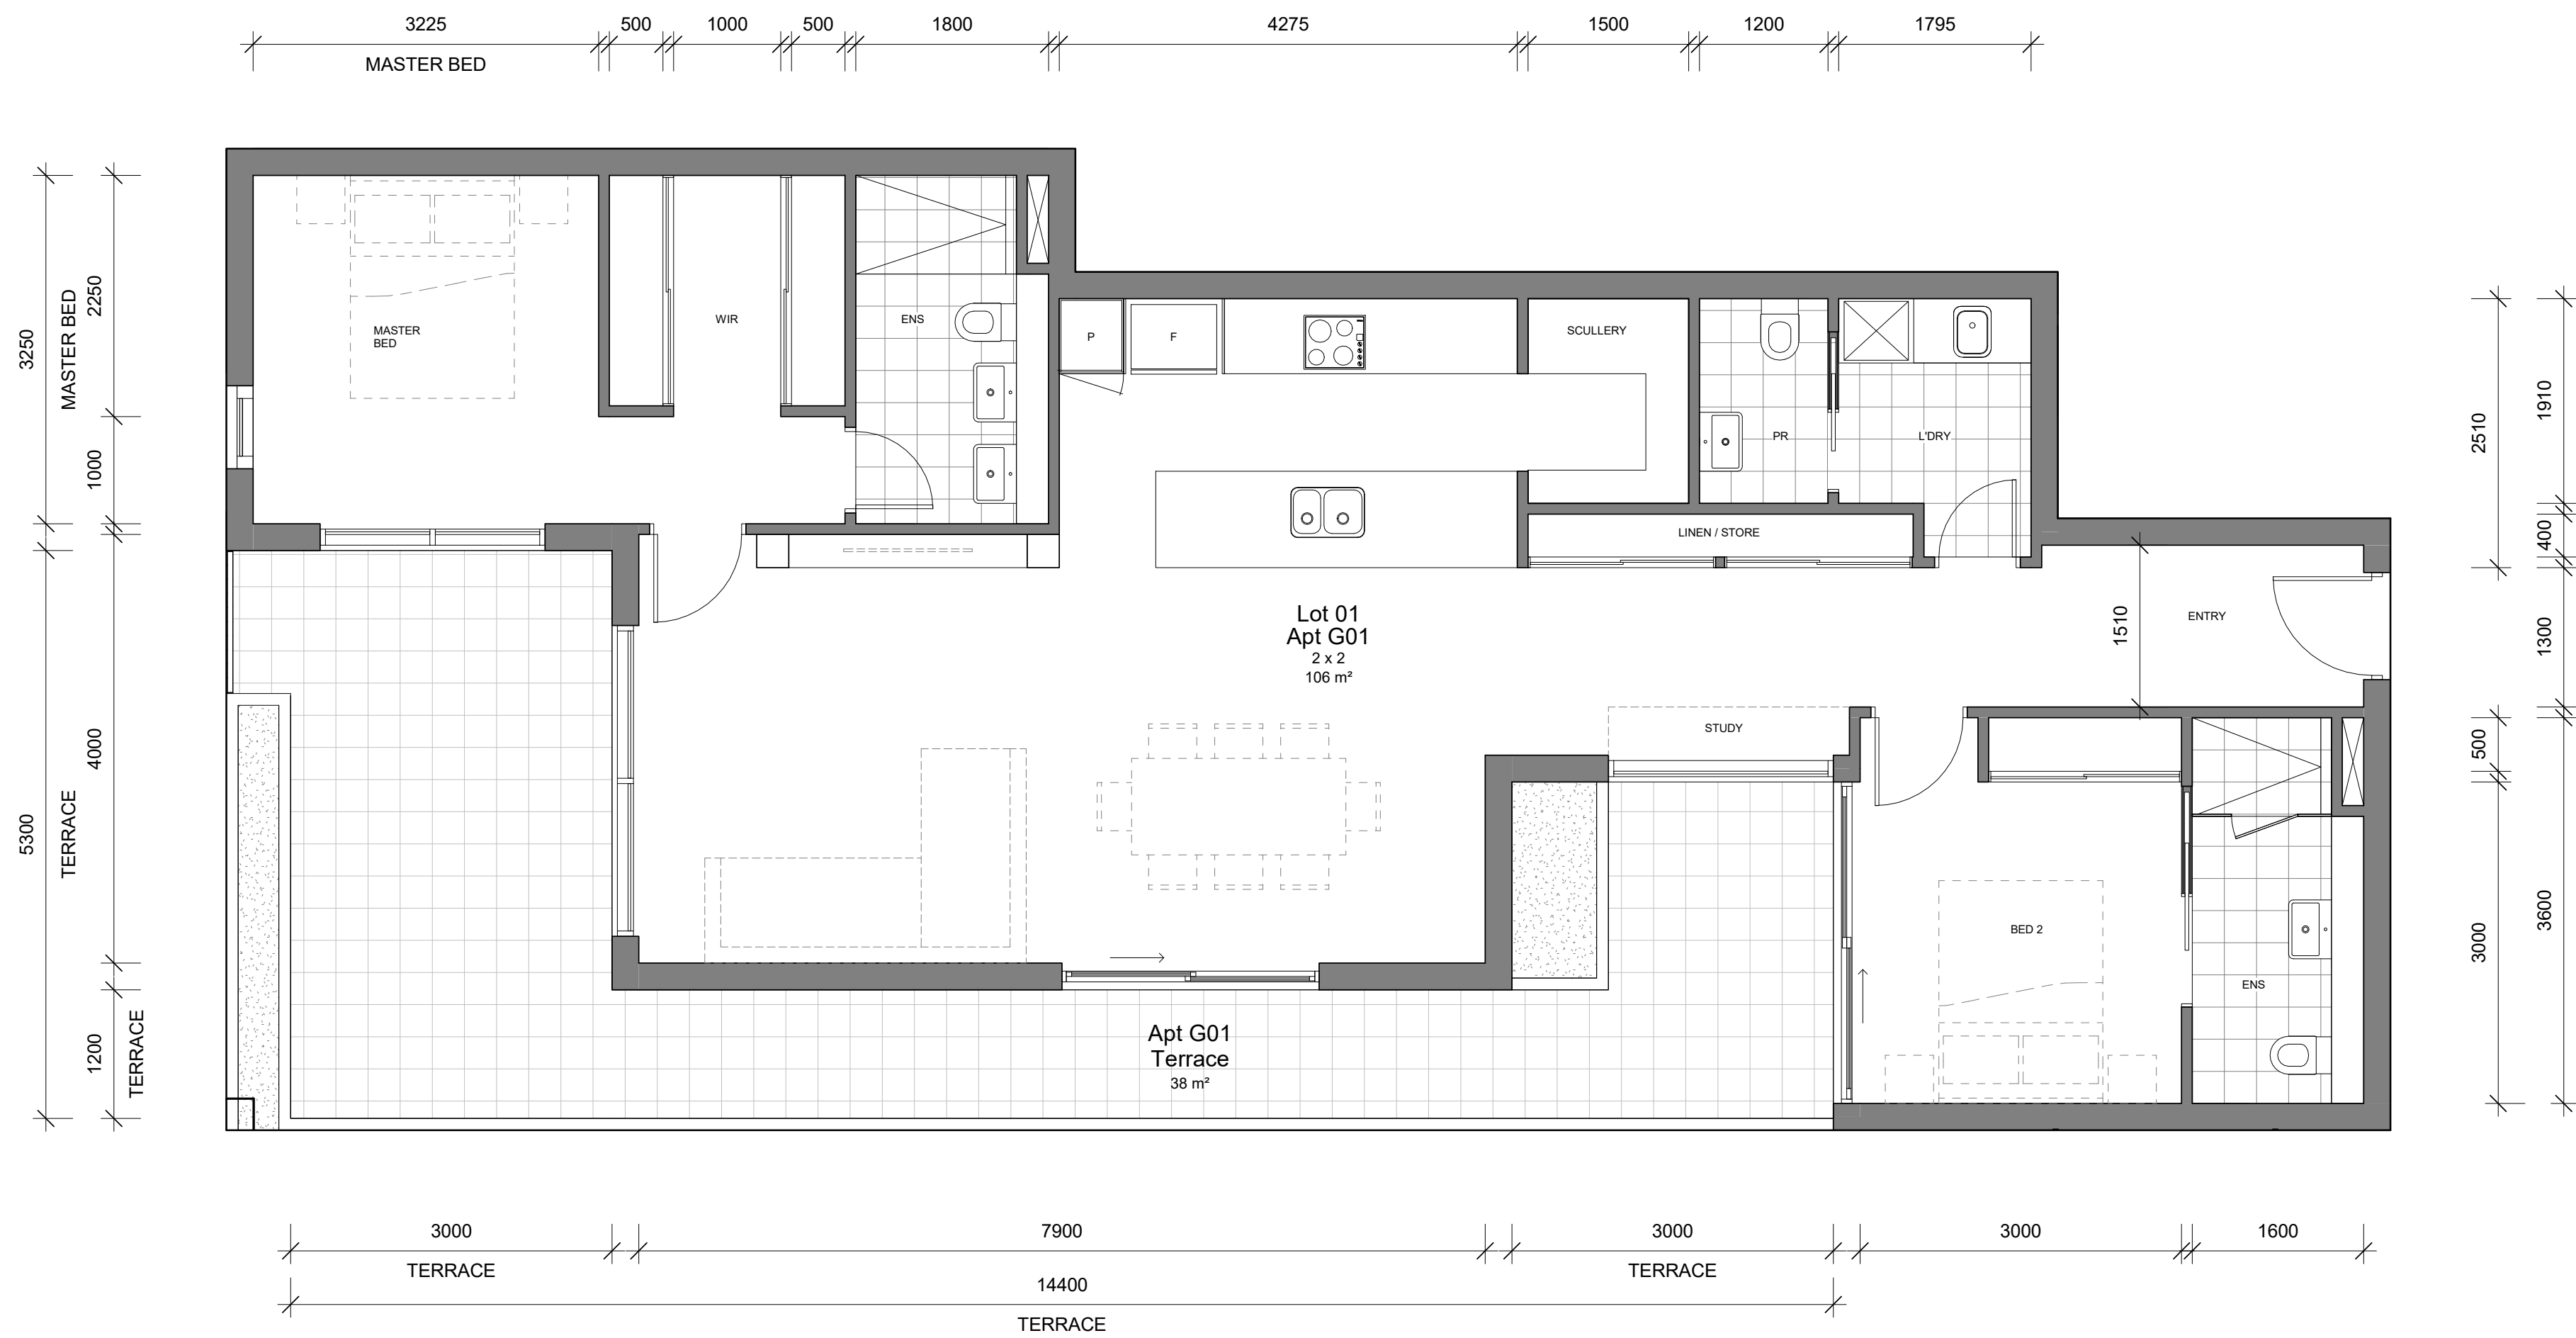 3225
500
1000
500
1800
4275
1500
1200
1795
MASTER BED
3250
MASTER BED
2250
1000
5300
TERRACE
4000
1200
TERRACE
MASTER
BED
WIR
ENS
P
F
SCULLERY
PR
L'DRY
LINEN / STORE
Lot 01
Apt G01
2 x 2
106 m²
1510
ENTRY
STUDY
BED 2
ENS
Apt G01
Terrace
38 m²
2510
1910
400
1300
500
3000
3600
3000
7900
3000
3000
1600
TERRACE
TERRACE
14400
TERRACE